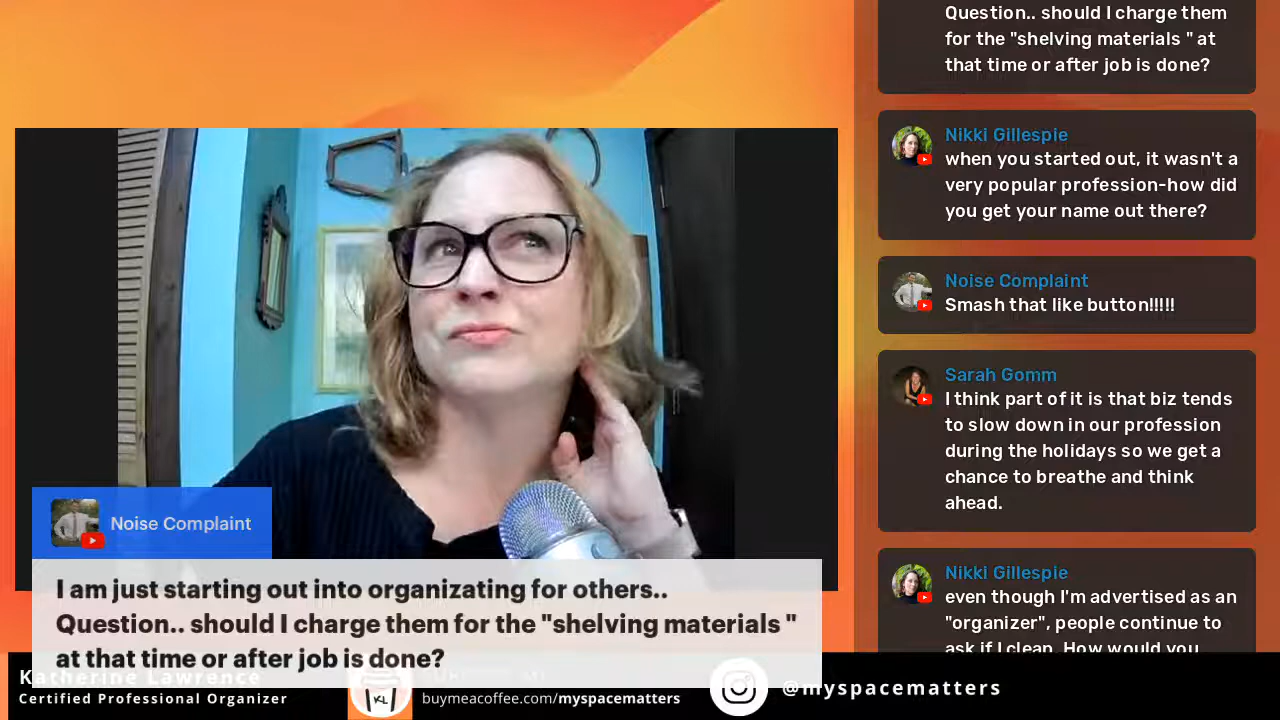 Question.. should I charge them
for the "shelving materials " at
that time or after job is done?
Nikki Gillespie
when you started out, it wasn't a
very popular profession-how did
you get your name out there?
Noise Complaint
Smash that like button!!!!!
Sarah Gomm
I think part of it is that biz tends
to slow down in our profession
during the holidays so we get a
chance to breathe and think
ahead.
Nikki Gillespie
even though I'm advertised as an
"organizer", people continue to
ask if I clean. How would you
Noise Complaint
I am just starting out into organizating for others..
Question.. should I charge them for the "shelving materials "
at that time or after job is done?
Katherine Lawrence
Certified Professional Organizer
KL
buymeacoffee.com/myspacematters
@myspacematters